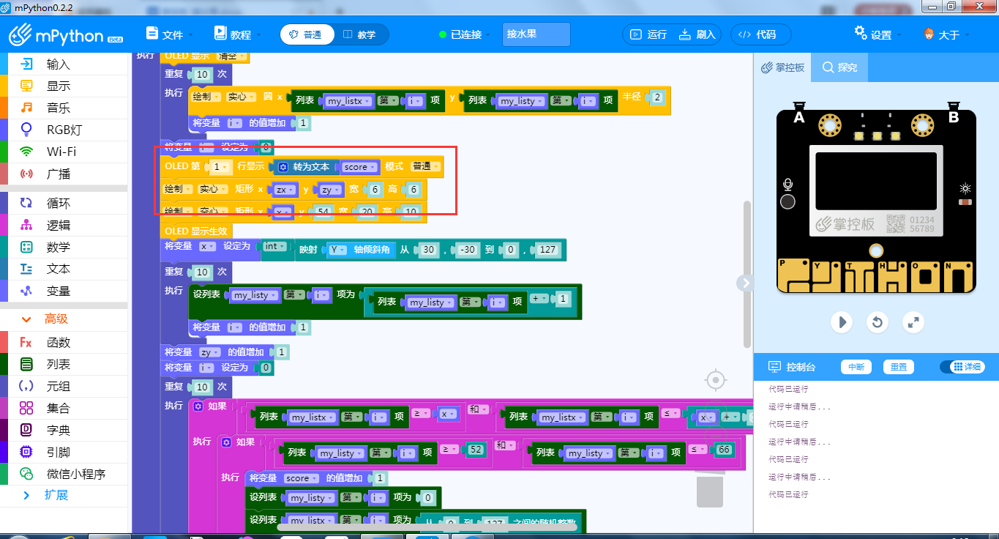 mPython0.2.2
mPython Beta 文件 教程 普通 教学 已连接 接水果 运行 刷入 </> 代码 设置 大于
输入
显示
音乐
RGB灯
Wi-Fi
广播
循环
逻辑
数学
文本
变量
高级
Fx 函数
列表
元组
集合
字典
引脚
微信小程序
扩展
执行 OLED 显示 清空
重复 10 次
执行 绘制 实心 圆 x 列表 my_listx 第 i 项 y 列表 my_listy 第 i 项 半径 2
将变量 i 的值增加 1
将变量 i 设定为 0
OLED 第 1 行显示 转为文本 score 模式 普通
绘制 实心 矩形 x zx y zy 宽 6 高 6
绘制 空心 矩形 x x y 54 宽 20 高 10
OLED 显示生效
将变量 x 设定为 int 映射 Y 轴倾斜角 从 30 , -30 到 0 , 127
重复 10 次
执行 设列表 my_listy 第 i 项为 列表 my_listy 第 i 项 + 1
将变量 i 的值增加 1
将变量 zy 的值增加 1
将变量 i 设定为 0
重复 10 次
执行 如果 列表 my_listx 第 i 项 ≥ x 和 列表 my_listx 第 i 项 ≤ x +
执行 如果 列表 my_listy 第 i 项 ≥ 52 和 列表 my_listy 第 i 项 ≤ 66
执行 将变量 score 的值增加 1
设列表 my_listy 第 i 项为 0
设列表 my_listx 第 i 项为 从 0 到 127 之间的随机整数
掌控板 探究
A B
掌控板 01234
56789
P Y T H O N
控制台 中断 重置 详细
代码已运行
运行中请稍后...
代码已运行
运行中请稍后...
代码已运行
运行中请稍后...
代码已运行